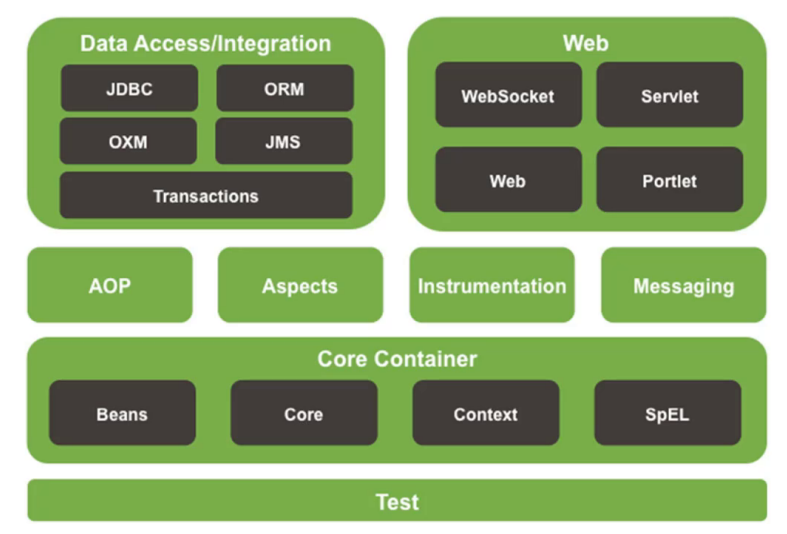 Data Access/Integration
JDBC
ORM
OXM
JMS
Transactions
Web
WebSocket
Servlet
Web
Portlet
AOP
Aspects
Instrumentation
Messaging
Core Container
Beans
Core
Context
SpEL
Test